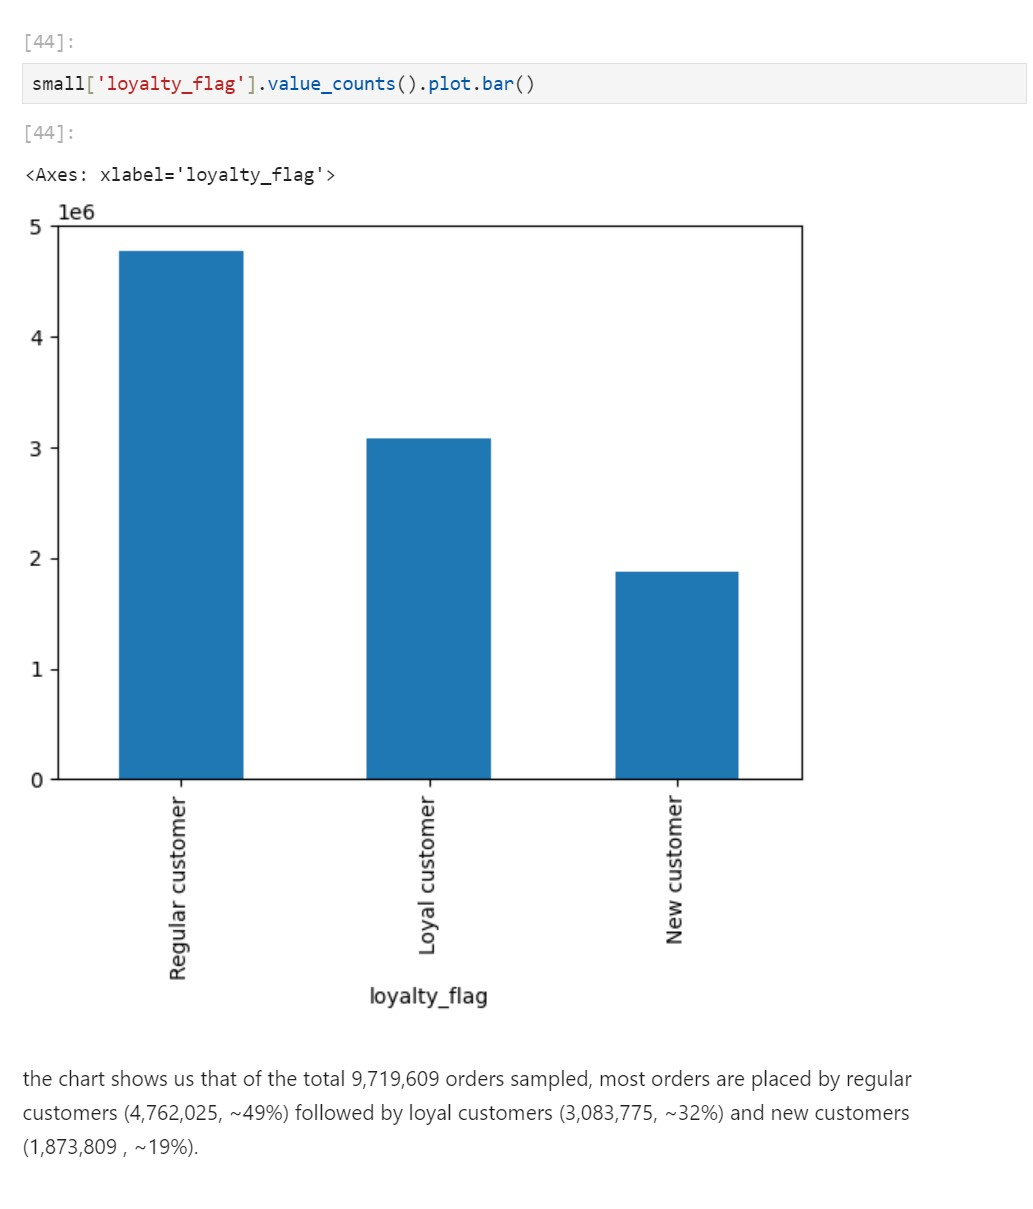 [44]:
small['loyalty_flag'].value_counts().plot.bar()
[44]:
<Axes: xlabel='loyalty_flag'>
1e6
5
4
3
2
1
0
Regular customer
Loyal customer
New customer
loyalty_flag
the chart shows us that of the total 9,719,609 orders sampled, most orders are placed by regular
customers (4,762,025, ~49%) followed by loyal customers (3,083,775, ~32%) and new customers
(1,873,809 , ~19%).